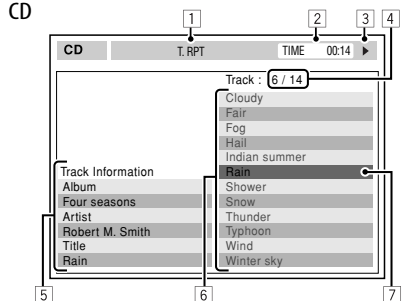 CD
1 2 3 4
CD T. RPT TIME 00:14
Track : 6 / 14
Cloudy
Fair
Fog
Hail
Indian summer
Rain
Shower
Snow
Thunder
Typhoon
Wind
Winter sky
Track Information
Album
Four seasons
Artist
Robert M. Smith
Title
Rain
5 6 7